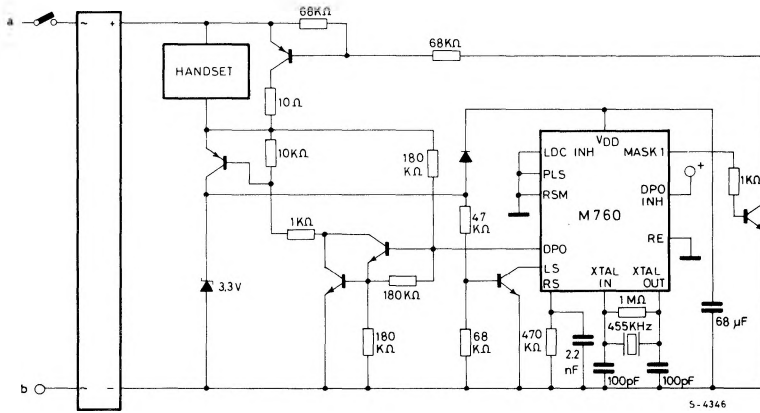 a
~
+
68KΩ
68KΩ
HANDSET
10Ω
10KΩ
180
KΩ
VDD
LDC INH
MASK1
PLS
RSM
DPO
INH
+
1KΩ
M760
47
KΩ
1KΩ
DPO
RE
LS
RS
XTAL
IN
XTAL
OUT
3,3V
180KΩ
1MΩ
455KHz
180
KΩ
68
KΩ
470
KΩ
2.2
nF
68 µF
100pF
100pF
b
~
−
S-4346